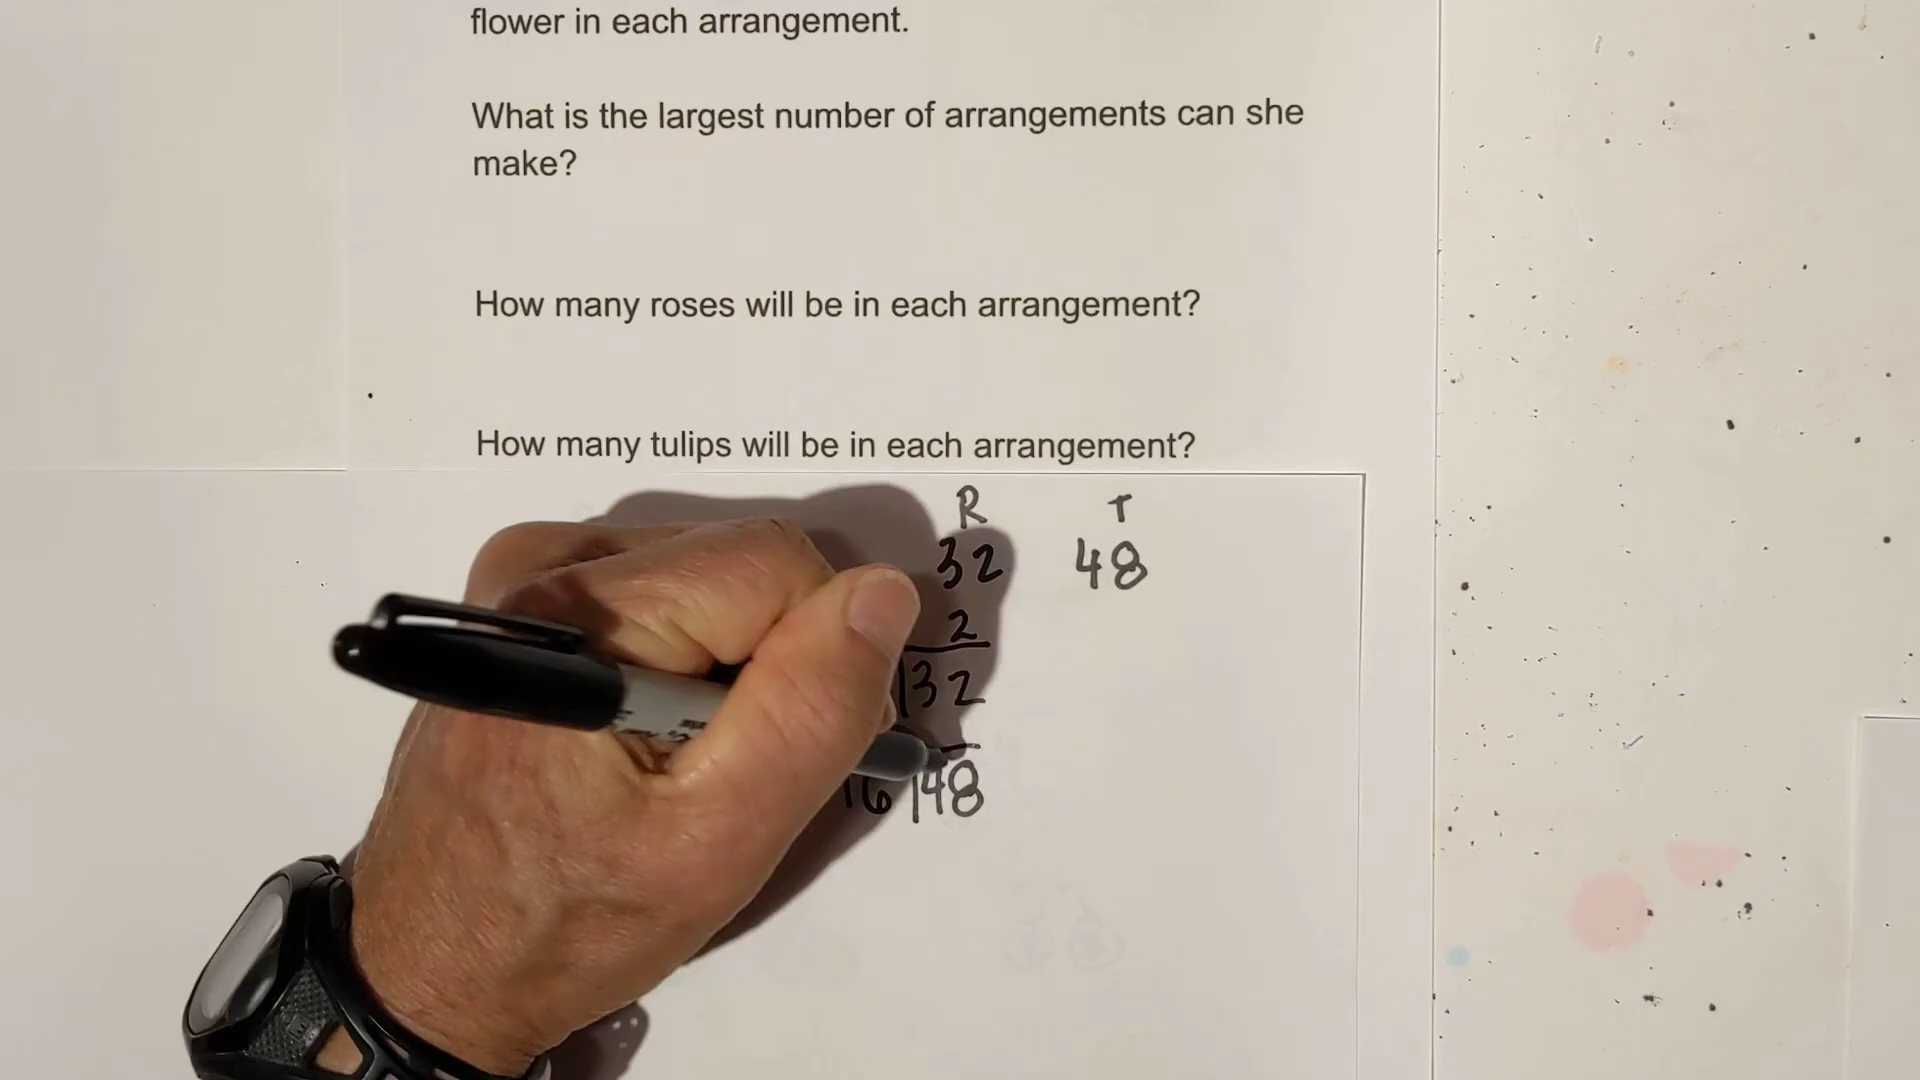 flower in each arrangement.
What is the largest number of arrangements can she
make?
How many roses will be in each arrangement?
How many tulips will be in each arrangement?
R T
32 48
2
32
16 48